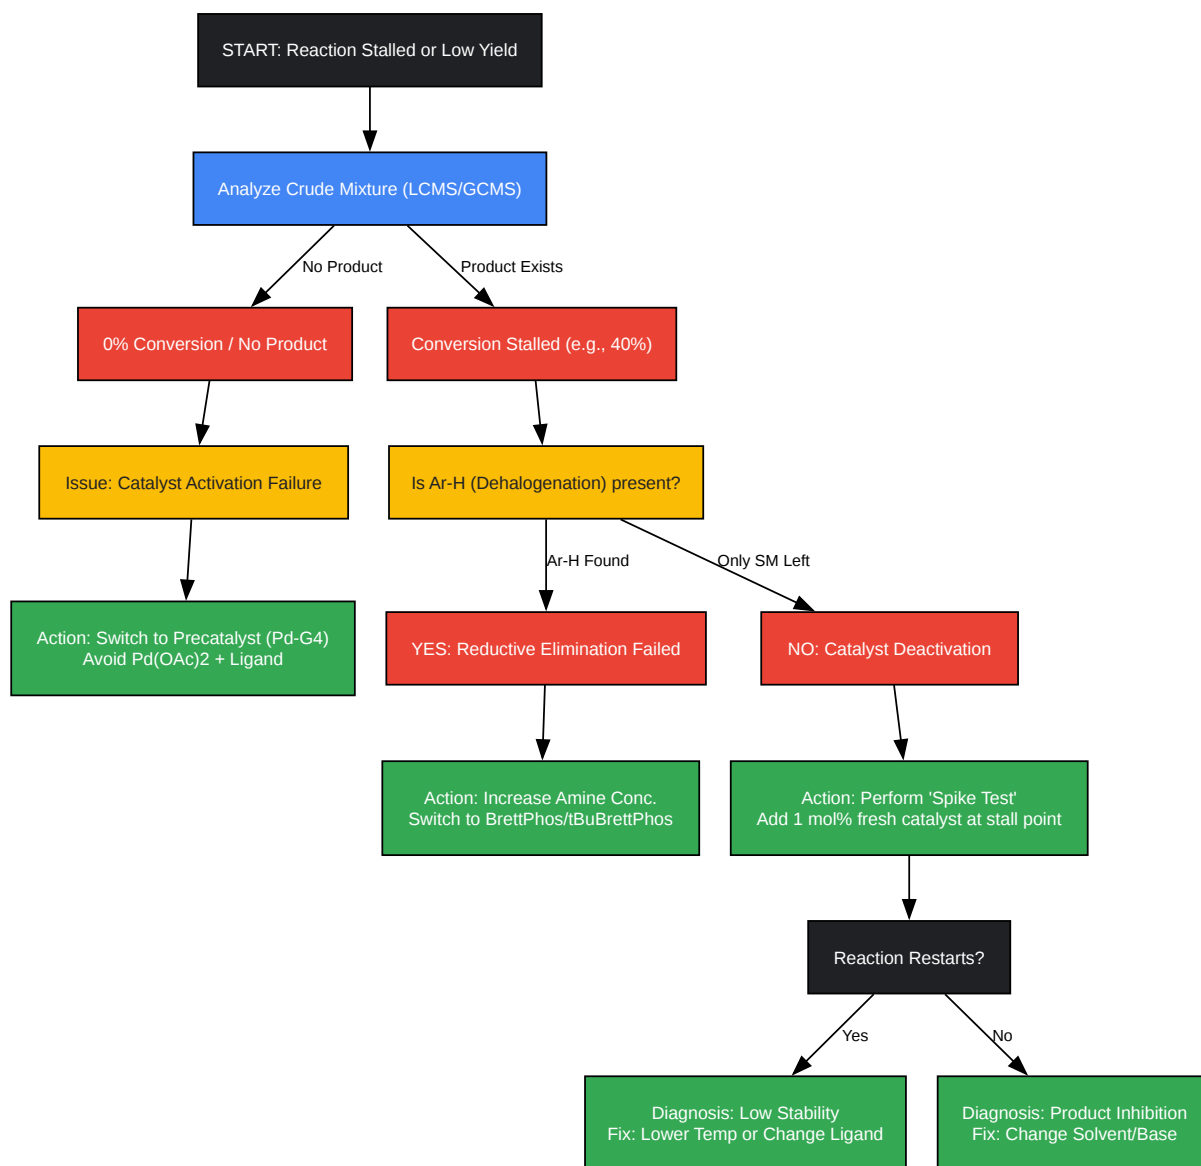 START: Reaction Stalled or Low Yield
Analyze Crude Mixture (LCMS/GCMS)
No Product
Product Exists
0% Conversion / No Product
Conversion Stalled (e.g., 40%)
Issue: Catalyst Activation Failure
Is Ar-H (Dehalogenation) present?
Ar-H Found
Only SM Left
Action: Switch to Precatalyst (Pd-G4)
Avoid Pd(OAc)2 + Ligand
YES: Reductive Elimination Failed
NO: Catalyst Deactivation
Action: Increase Amine Conc.
Switch to BrettPhos/tBuBrettPhos
Action: Perform 'Spike Test'
Add 1 mol% fresh catalyst at stall point
Reaction Restarts?
Yes
No
Diagnosis: Low Stability
Fix: Lower Temp or Change Ligand
Diagnosis: Product Inhibition
Fix: Change Solvent/Base